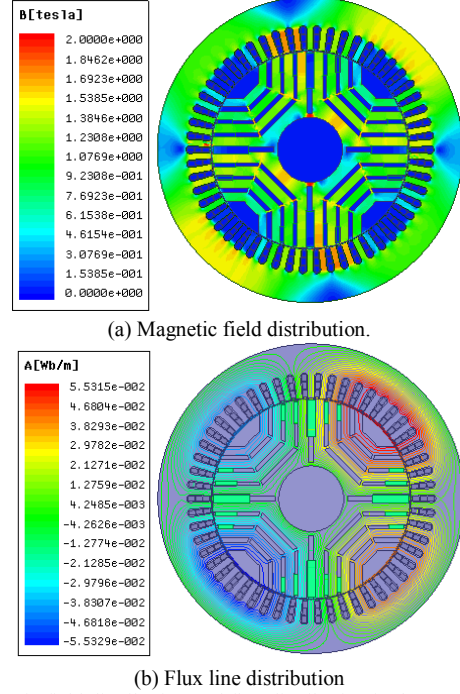 B[tesla]
2.0000e+000
1.8462e+000
1.6923e+000
1.5385e+000
1.3846e+000
1.2308e+000
1.0769e+000
9.2308e-001
7.6923e-001
6.1538e-001
4.6154e-001
3.0769e-001
1.5385e-001
0.0000e+000
(a) Magnetic field distribution.
A[Wb/m]
5.5315e-002
4.6804e-002
3.8293e-002
2.9782e-002
2.1271e-002
1.2759e-002
4.2485e-003
-4.2626e-003
-1.2774e-002
-2.1285e-002
-2.9796e-002
-3.8307e-002
-4.6818e-002
-5.5329e-002
(b) Flux line distribution